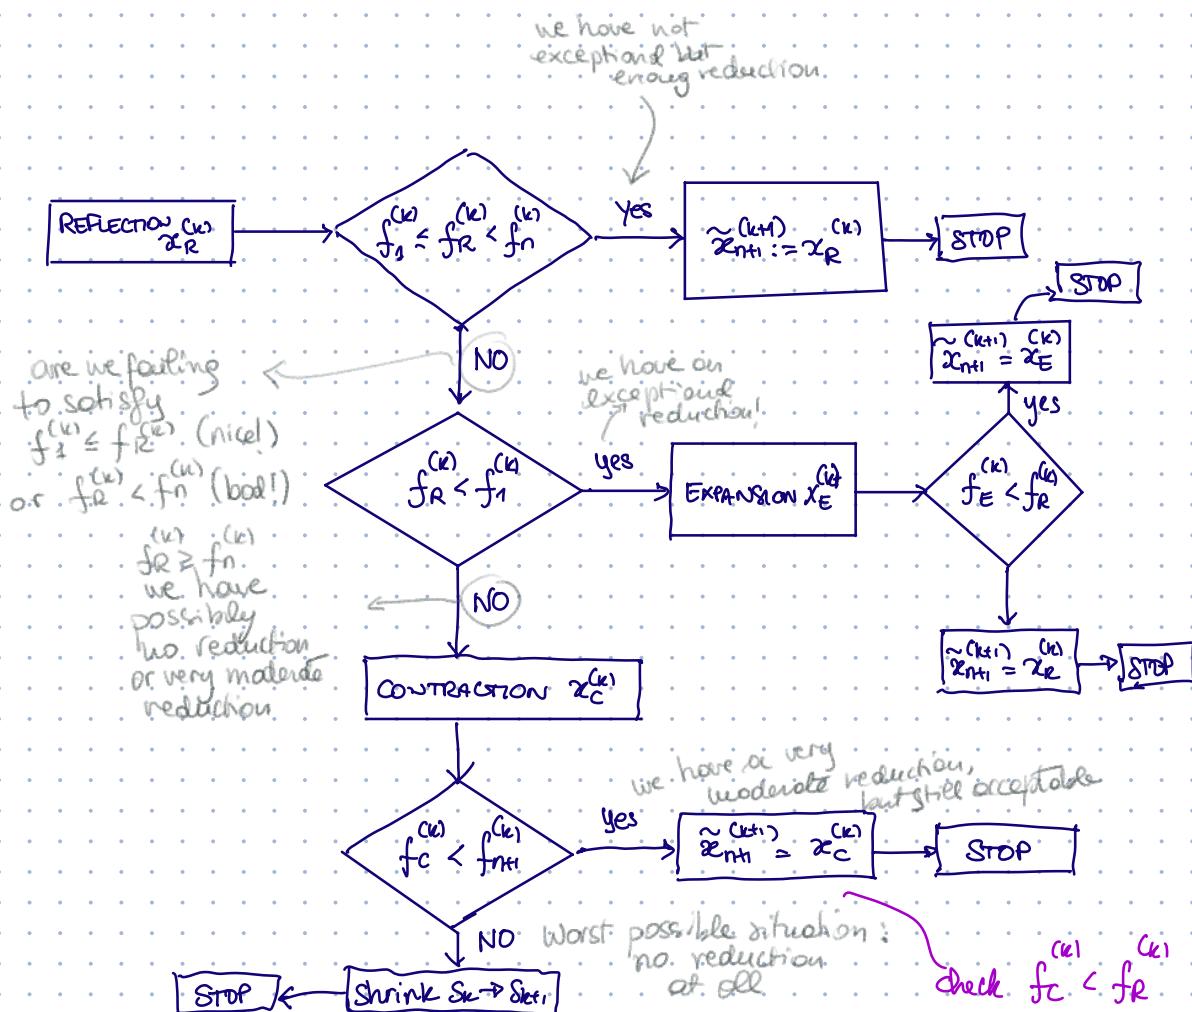 we have not
exceptional but
enoug reduction.
REFLECTION x_R^(k)
f_1^(k) ≤ f_R^(k) < f_n^(k)
yes
x̃_{n+1}^(k+1) := x_R^(k)
STOP
STOP
x̃_{n+1}^(k+1) = x_E^(k)
yes
NO
are we failing
to satisfy
f_1^(k) ≤ f_R^(k) (nice!)
or f_R^(k) < f_n^(k) (bad!)
we have an
exceptional
reduction!
f_R^(k) < f_1^(k)
yes
EXPANSION x_E^(k)
f_E^(k) < f_R^(k)
f_R^(k) ≥ f_n^(k)
we have
possibly
no reduction
or very moderate
reduction
NO
CONTRACTION x_C^(k)
x̃_{n+1}^(k+1) = x_R^(k)
STOP
we have a very
moderate reduction,
but still acceptable
f_C^(k) < f_{n+1}^(k)
yes
x̃_{n+1}^(k+1) = x_C^(k)
STOP
NO
Worst possible situation:
no reduction
at all
STOP
Shrink S_k → S_{k+1}
check f_C^(k) < f_R^(k)